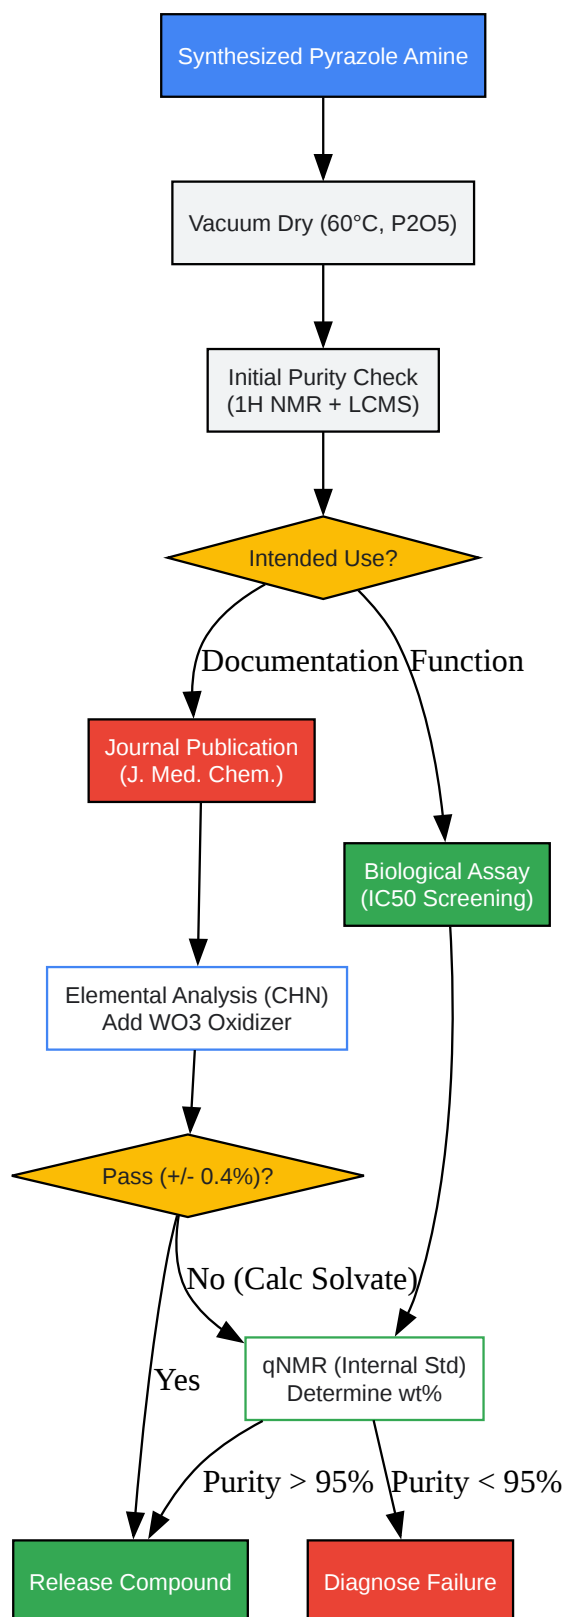 Synthesized Pyrazole Amine
Vacuum Dry (60°C, P2O5)
Initial Purity Check
(1H NMR + LCMS)
Intended Use?
Documentation
Function
Journal Publication
(J. Med. Chem.)
Biological Assay
(IC50 Screening)
Elemental Analysis (CHN)
Add WO3 Oxidizer
Pass (+/- 0.4%)?
No (Calc Solvate)
qNMR (Internal Std)
Determine wt%
Yes
Purity > 95%
Purity < 95%
Release Compound
Diagnose Failure